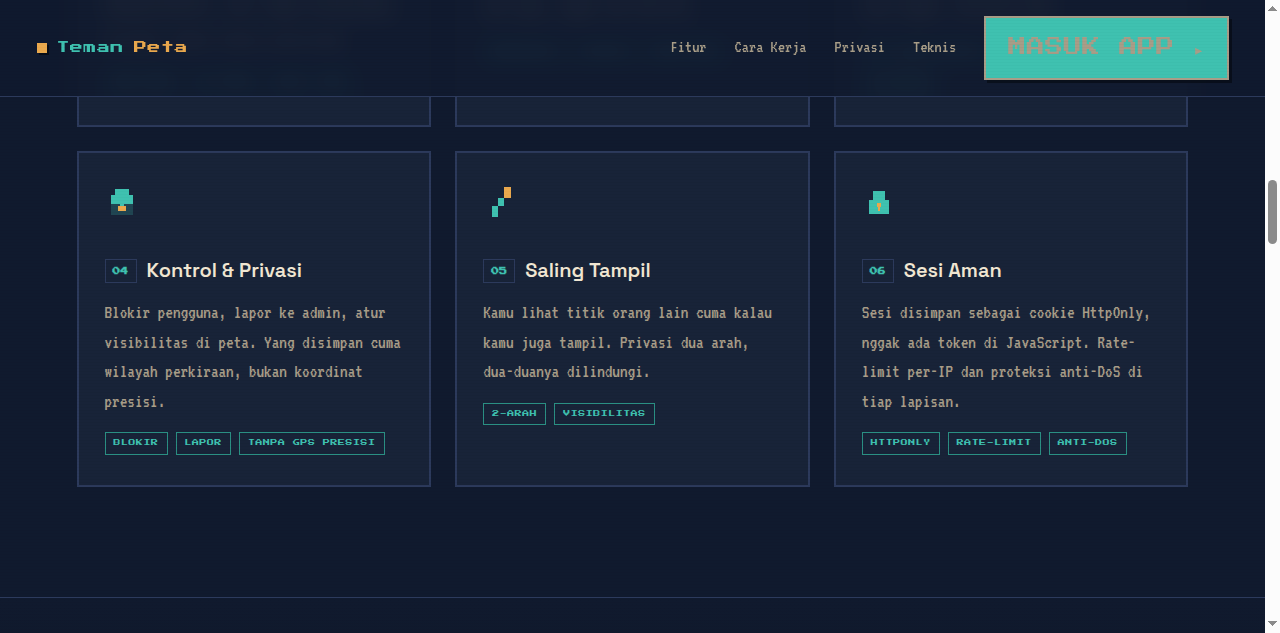 Teman Peta
Fitur
Cara Kerja
Privasi
Teknis
MASUK APP .
04 Kontrol & Privasi
Blokir pengguna, lapor ke admin, atur
visibilitas di peta. Yang disimpan cuma
wilayah perkiraan, bukan koordinat
presisi.
BLOKIR
LAPOR
TAMPA GPS PRESISI
05 Saling Tampil
Kamu lihat titik orang lain cuma kalau
kamu juga tampil. Privasi dua arah,
dua-duanya dilindungi.
2-ARAH
VISIBILITAS
06 Sesi Aman
Sesi disimpan sebagai cookie HttpOnly,
nggak ada token di JavaScript. Rate-
limit per-IP dan proteksi anti-DoS di
tiap lapisan.
HTTPONLY
RATE-LIMIT
ANTI-DOS